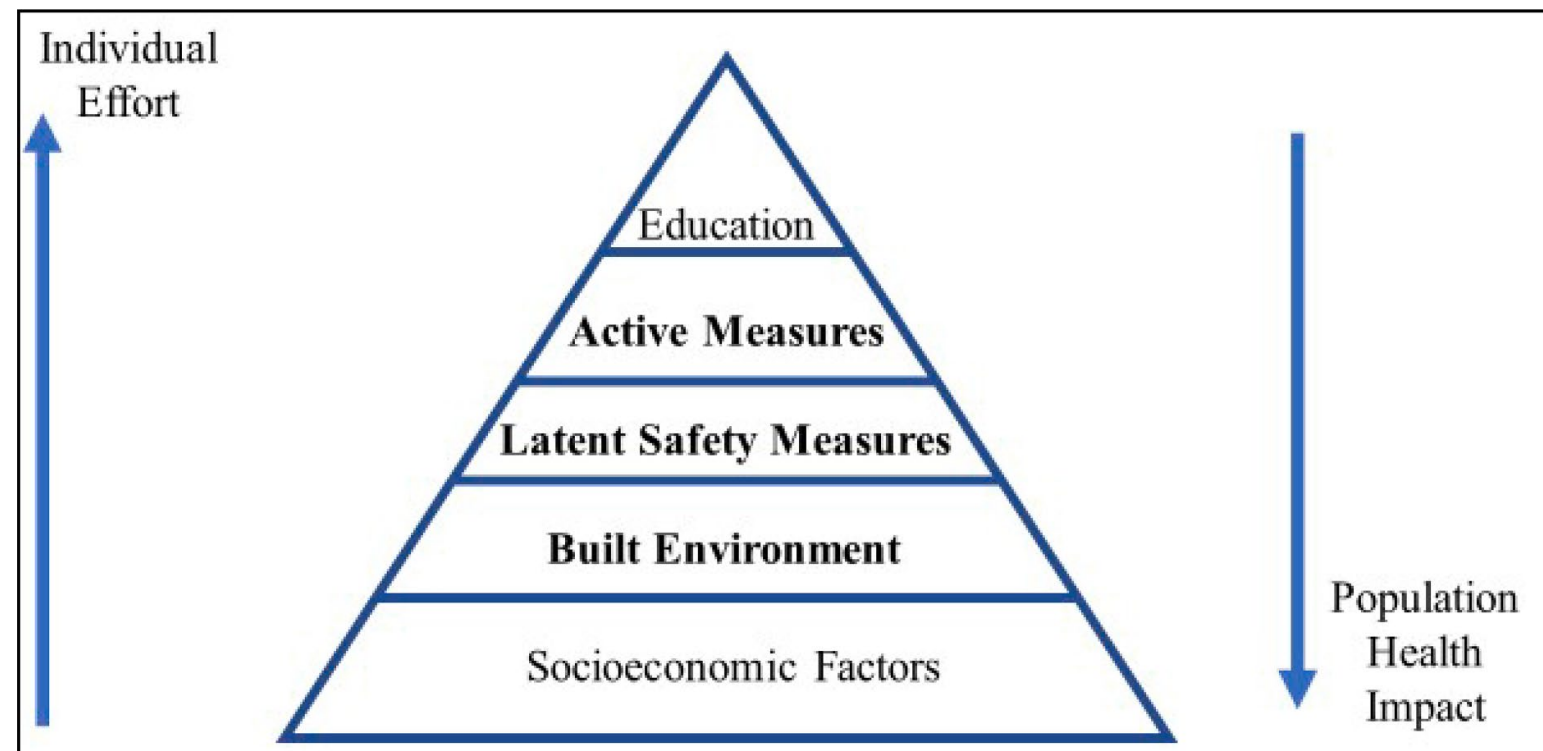 Individual
Effort
Education
Active Measures
Latent Safety Measures
Built Environment
Socioeconomic Factors
Population
Health
Impact